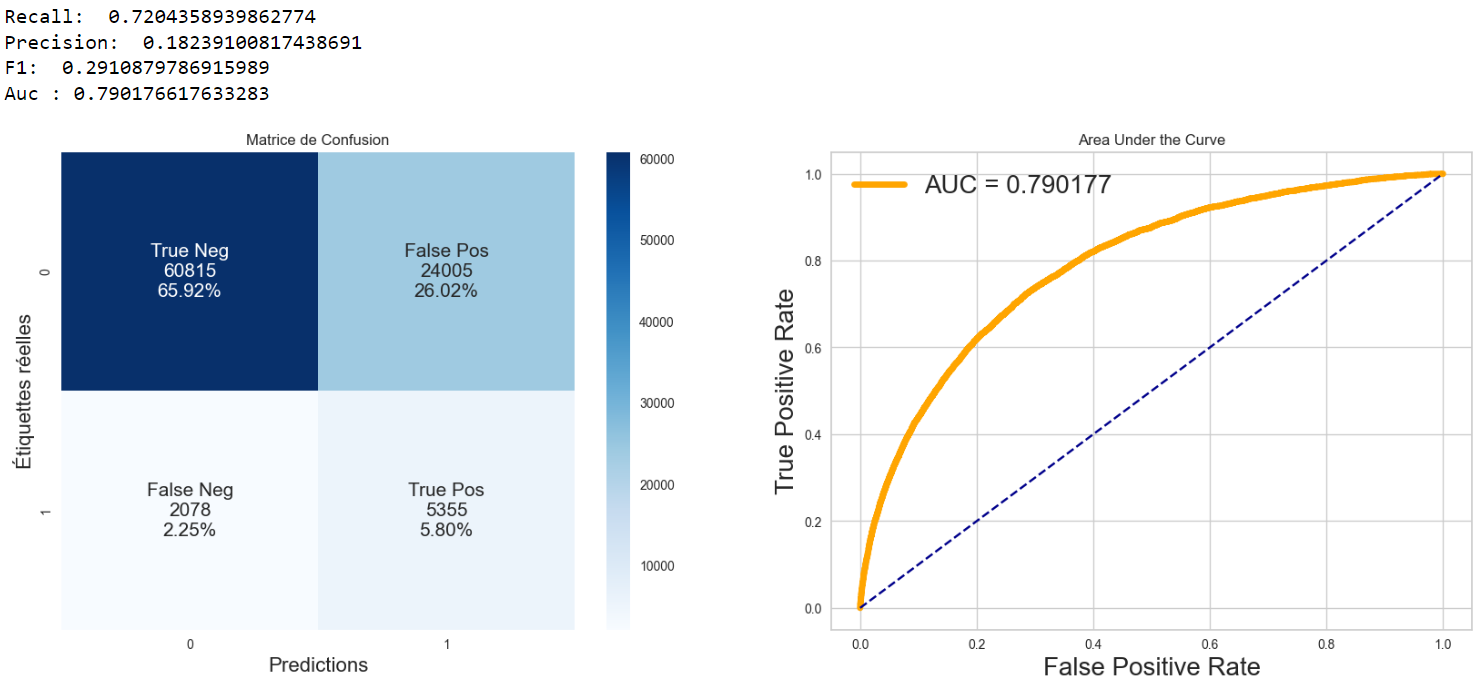 Recall:  0.7204358939862774
Precision:  0.18239100817438691
F1:  0.2910879786915989
Auc : 0.790176617633283
Matrice de Confusion
True Neg
60815
65.92%
False Pos
24005
26.02%
False Neg
2078
2.25%
True Pos
5355
5.80%
0
1
Étiquettes réelles
0
1
Predictions
60000
50000
40000
30000
20000
10000
Area Under the Curve
AUC = 0.790177
1.0
0.8
0.6
0.4
0.2
0.0
True Positive Rate
0.0
0.2
0.4
0.6
0.8
1.0
False Positive Rate